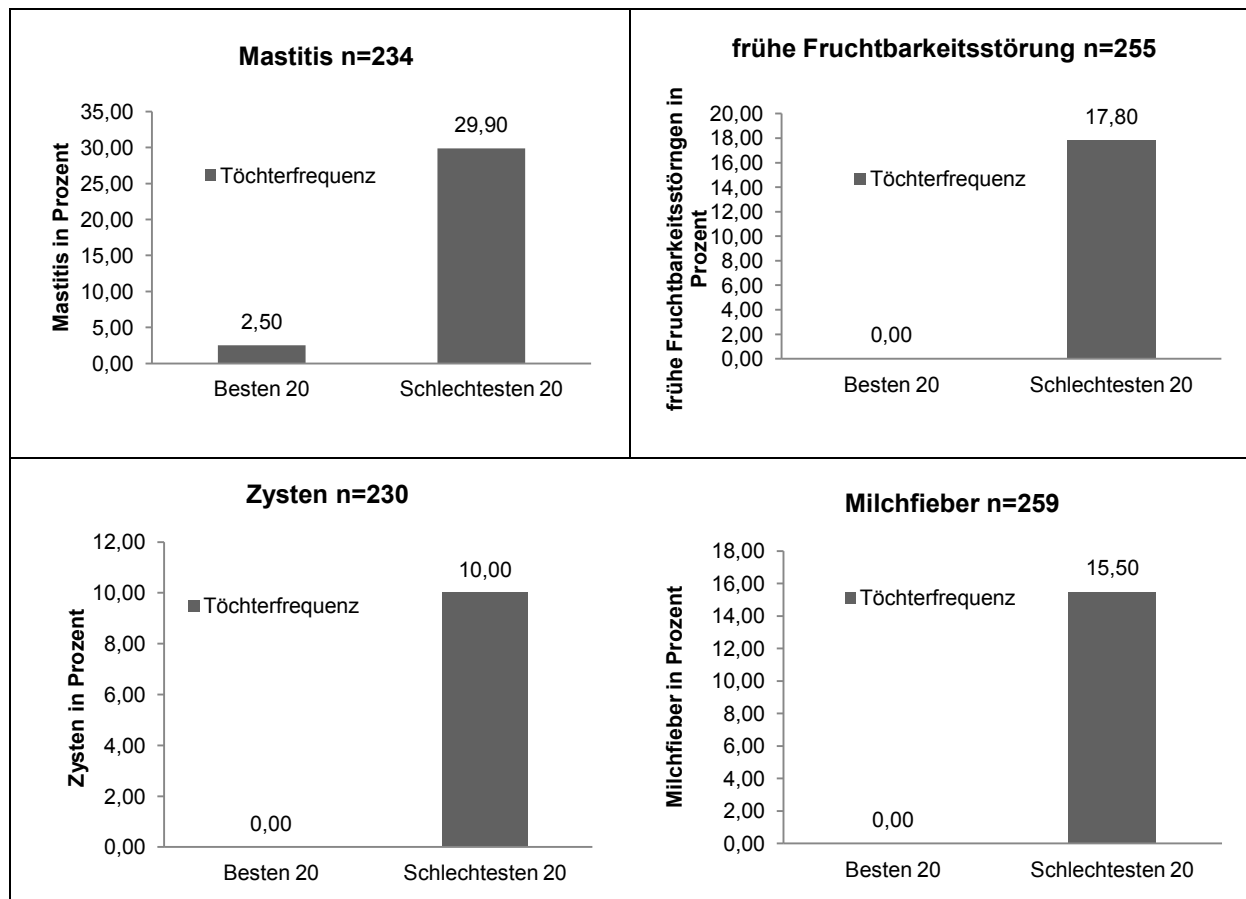 Mastitis n=234
Mastitis in Prozent
35,00
30,00
25,00
20,00
15,00
10,00
5,00
0,00
Töchterfrequenz
2,50
29,90
Besten 20
Schlechtesten 20
frühe Fruchtbarkeitsstörung n=255
frühe Fruchtbarkeitsstörngen in
Prozent
20,00
18,00
16,00
14,00
12,00
10,00
8,00
6,00
4,00
2,00
0,00
Töchterfrequenz
0,00
17,80
Besten 20
Schlechtesten 20
Zysten n=230
Zysten in Prozent
12,00
10,00
8,00
6,00
4,00
2,00
0,00
Töchterfrequenz
0,00
10,00
Besten 20
Schlechtesten 20
Milchfieber n=259
Milchfieber in Prozent
18,00
16,00
14,00
12,00
10,00
8,00
6,00
4,00
2,00
0,00
Töchterfrequenz
0,00
15,50
Besten 20
Schlechtesten 20